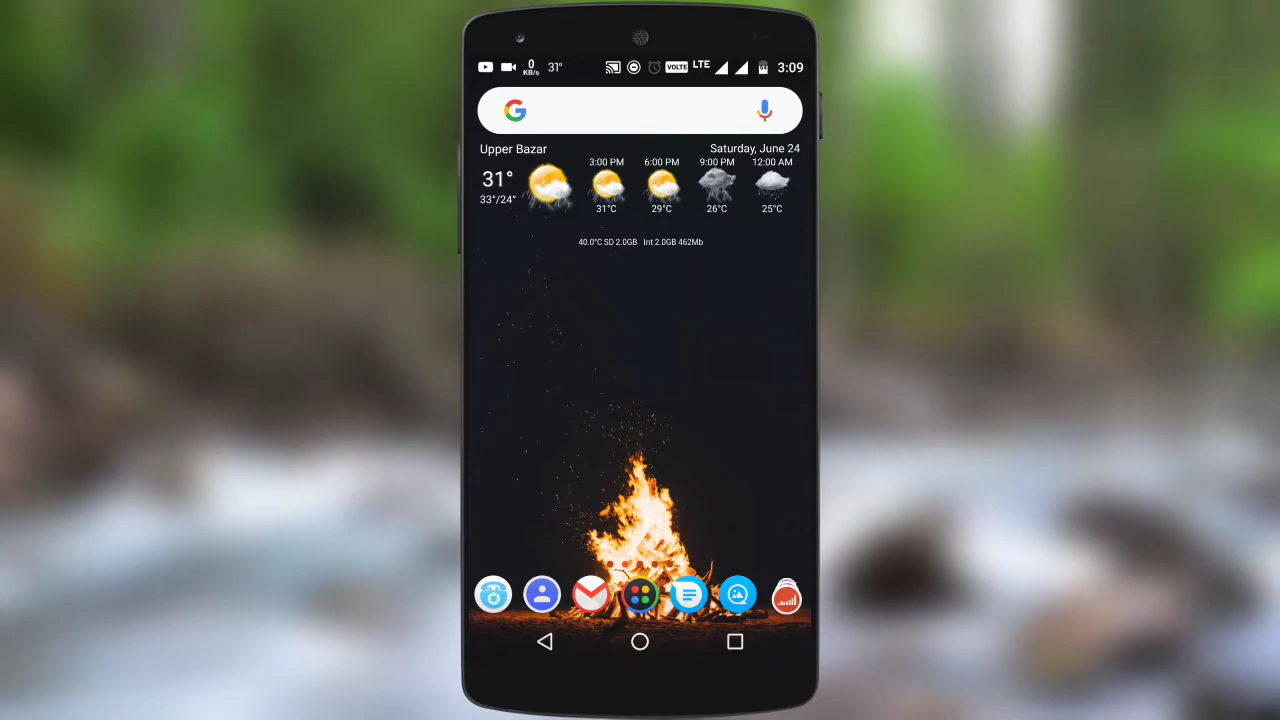 0
KB/s
31°
VOLTE
LTE
3:09
G
Upper Bazar
Saturday, June 24
31°
33°/24°
3:00 PM
6:00 PM
9:00 PM
12:00 AM
31°C
29°C
26°C
25°C
40.0°C SD 2.0GB Int 2.0GB 462Mb